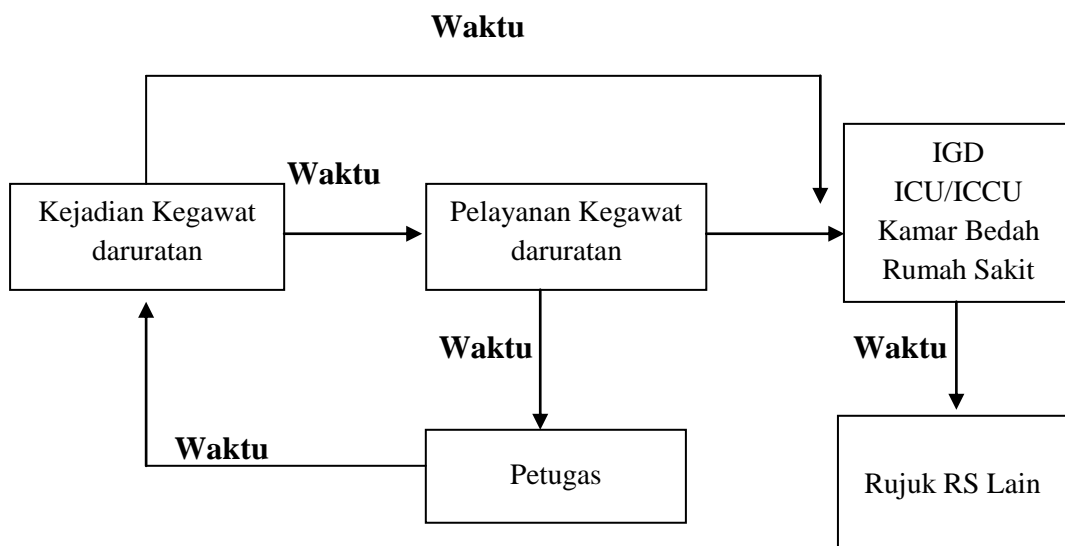 Waktu
Waktu
Kejadian Kegawat
daruratan
Pelayanan Kegawat
daruratan
IGD
ICU/ICCU
Kamar Bedah
Rumah Sakit
Waktu
Waktu
Waktu
Petugas
Rujuk RS Lain